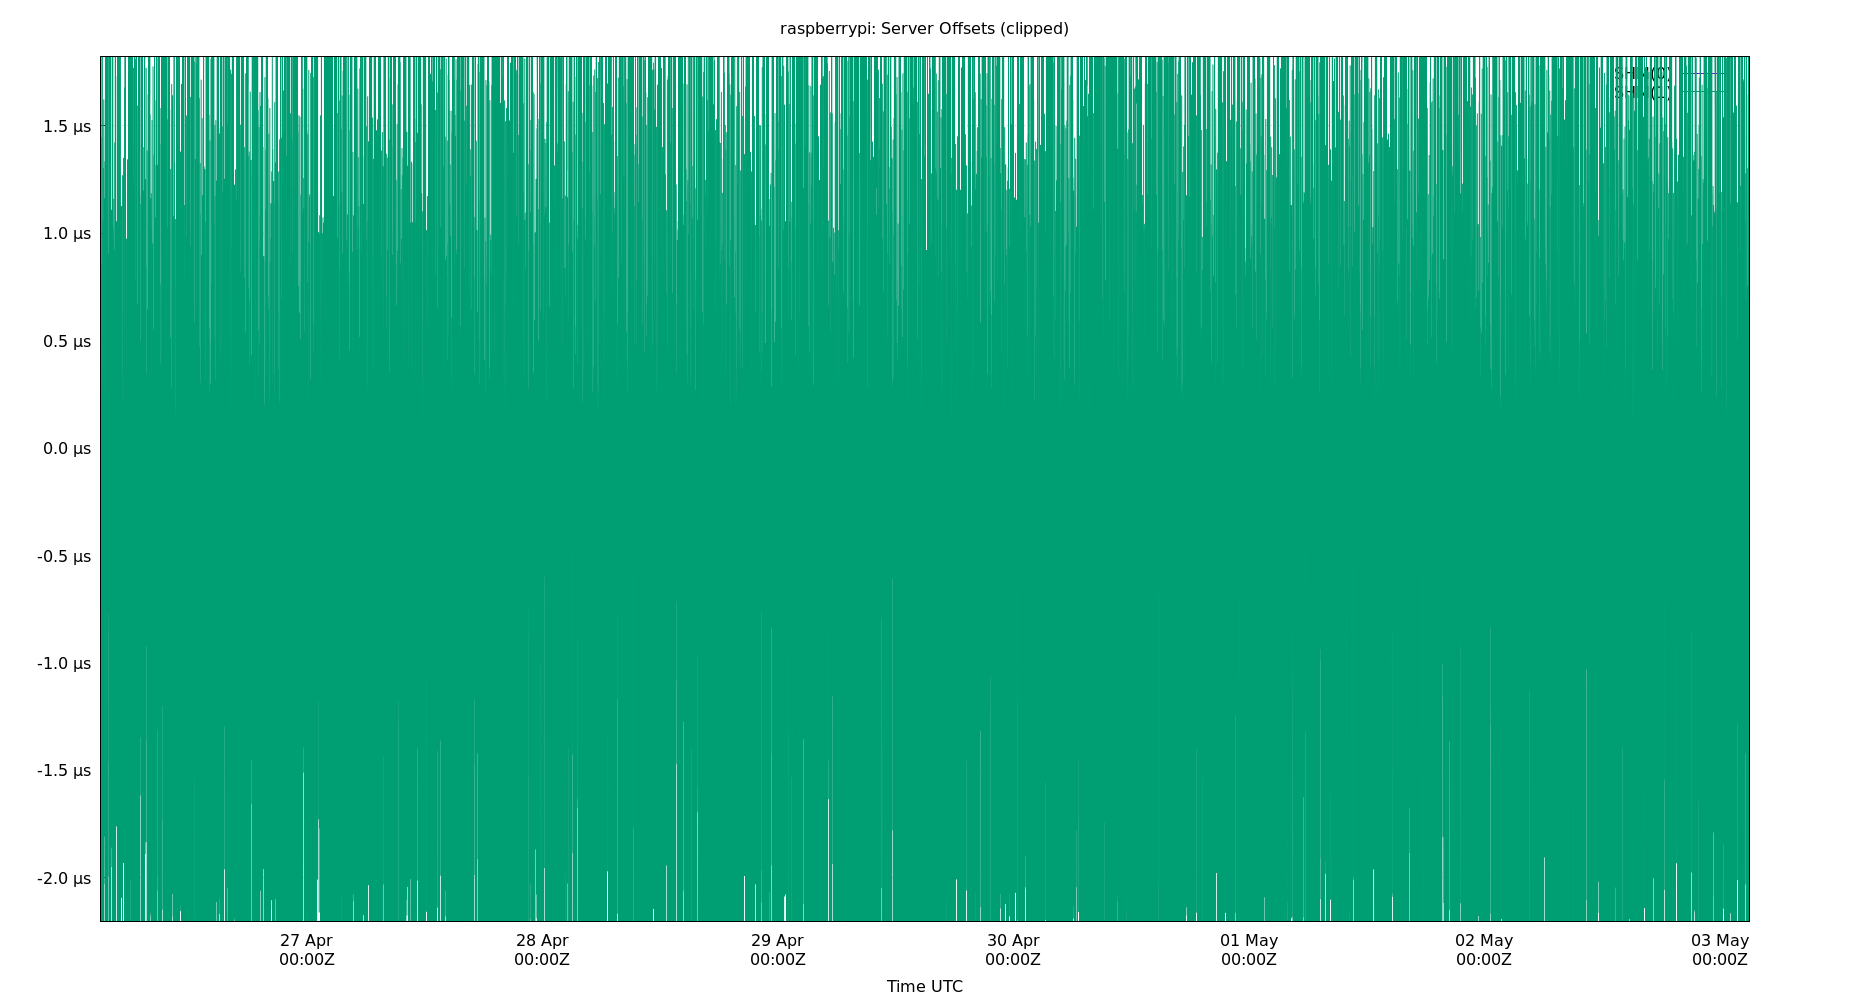 raspberrypi: Server Offsets (clipped)
SHM(0)
1.5 µs
1.0 µs
0.5 µs
0.0 µs
-0.5 µs
-1.0 µs
-1.5 µs
-2.0 µs
27 Apr 28 Apr 29 Apr 30 Apr 01 May 02 May 03 May
00:00Z 00:00Z 00:00Z 00:00Z 00:00Z 00:00Z 00:00Z
Time UTC